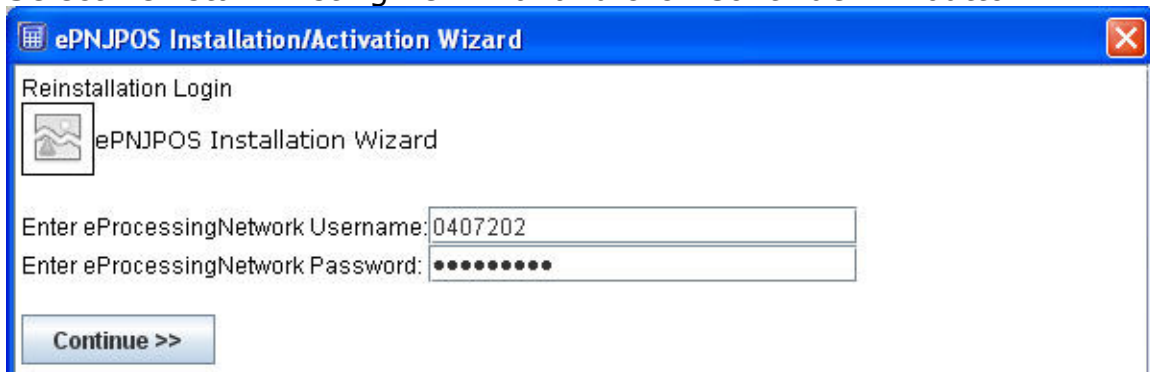 ePNJPOS Installation/Activation Wizard
Reinstallation Login
ePNJPOS Installation Wizard
Enter eProcessingNetwork Username: 0407202
Enter eProcessingNetwork Password: •••••••••
Continue >>